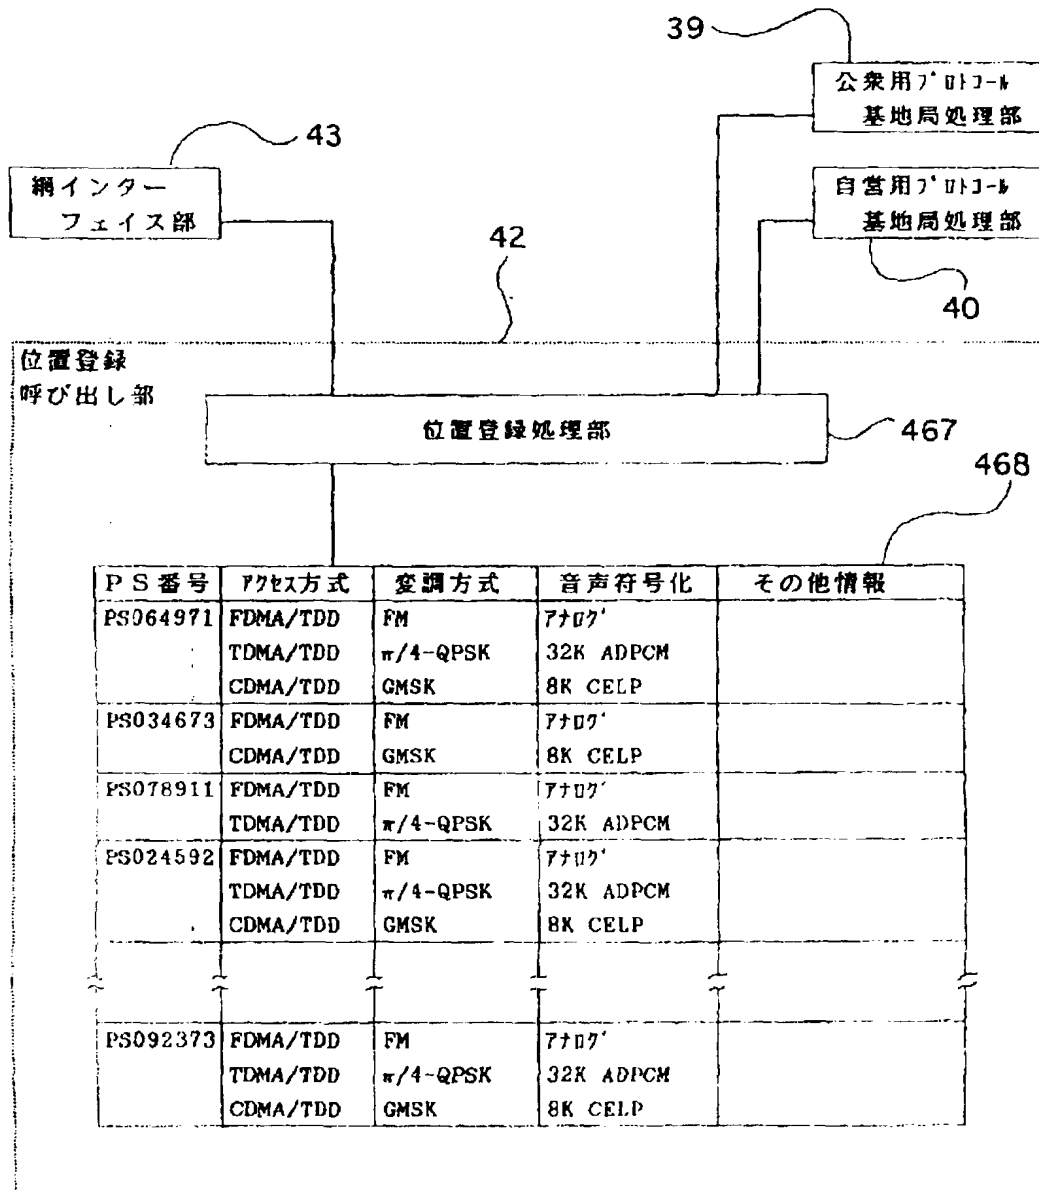 39
公衆用ﾌﾟﾛﾄｺｰﾙ
基地局処理部
43
網インター
フェイス部
自営用ﾌﾟﾛﾄｺｰﾙ
基地局処理部
42
40
位置登録
呼び出し部
位置登録処理部
467
468
PS番号 ｱｸｾｽ方式 変調方式 音声符号化 その他情報
PS064971 FDMA/TDD FM ｱﾅﾛｸﾞ
TDMA/TDD π/4-QPSK 32K ADPCM
CDMA/TDD GMSK 8K CELP
PS034673 FDMA/TDD FM ｱﾅﾛｸﾞ
CDMA/TDD GMSK 8K CELP
PS078911 FDMA/TDD FM ｱﾅﾛｸﾞ
TDMA/TDD π/4-QPSK 32K ADPCM
PS024592 FDMA/TDD FM ｱﾅﾛｸﾞ
TDMA/TDD π/4-QPSK 32K ADPCM
CDMA/TDD GMSK 8K CELP
PS092373 FDMA/TDD FM ｱﾅﾛｸﾞ
TDMA/TDD π/4-QPSK 32K ADPCM
CDMA/TDD GMSK 8K CELP